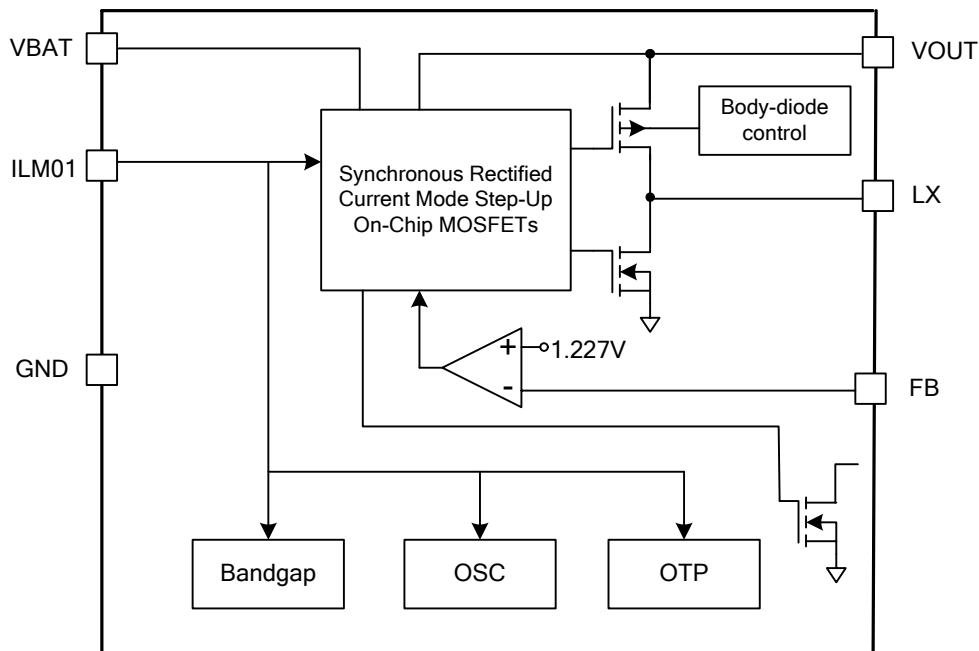 VBAT
VOUT
Body-diode
control
ILM01
Synchronous Rectified
Current Mode Step-Up
On-Chip MOSFETs
LX
+
1.227V
GND
-
FB
Bandgap
OSC
OTP